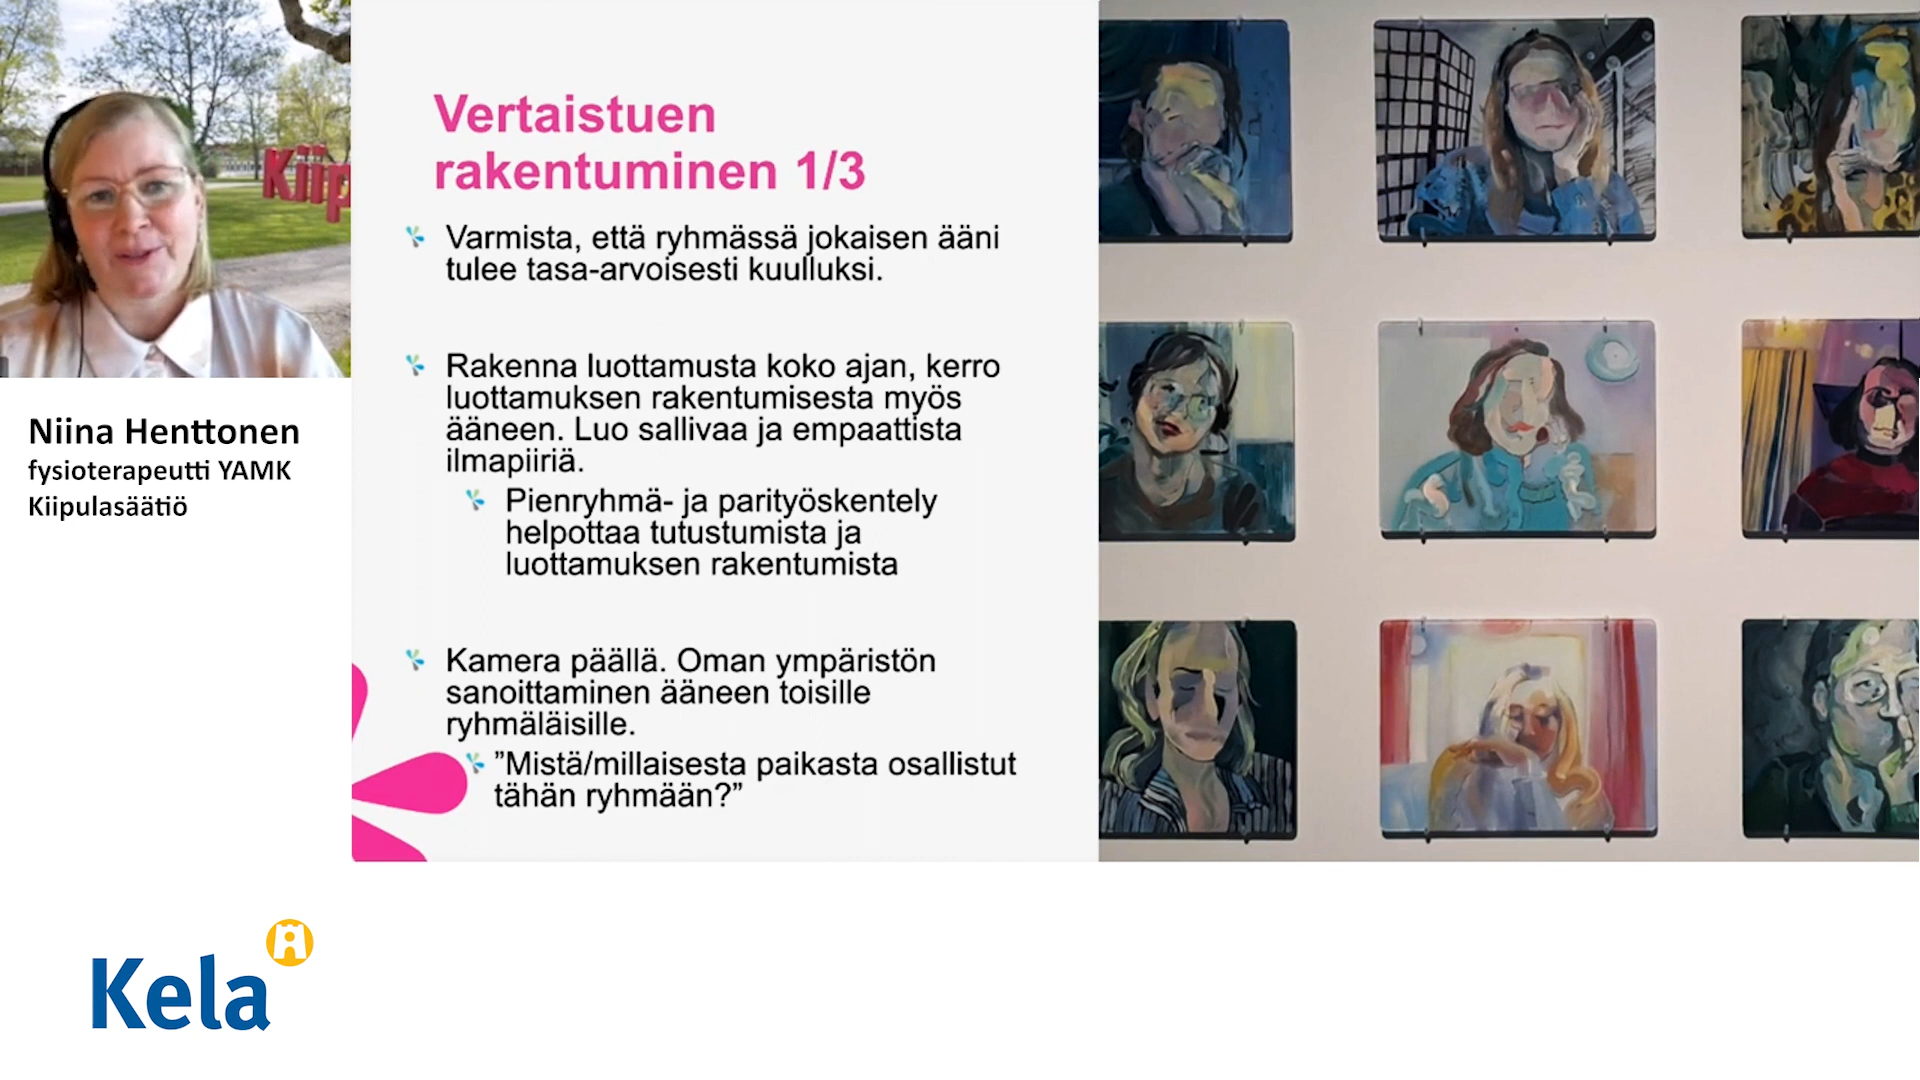 Kiip
Niina Henttonen
fysioterapeutti YAMK
Kiipulasäätiö
Vertaistuen
rakentuminen 1/3
Varmista, että ryhmässä jokaisen ääni
tulee tasa-arvoisesti kuulluksi.
Rakenna luottamusta koko ajan, kerro
luottamuksen rakentumisesta myös
ääneen. Luo sallivaa ja empaattista
ilmapiiriä.
Pienryhmä- ja parityöskentely
helpottaa tutustumista ja
luottamuksen rakentumista
Kamera päällä. Oman ympäristön
sanoittaminen ääneen toisille
ryhmäläisille.
”Mistä/millaisesta paikasta osallistut
tähän ryhmään?”
Kela